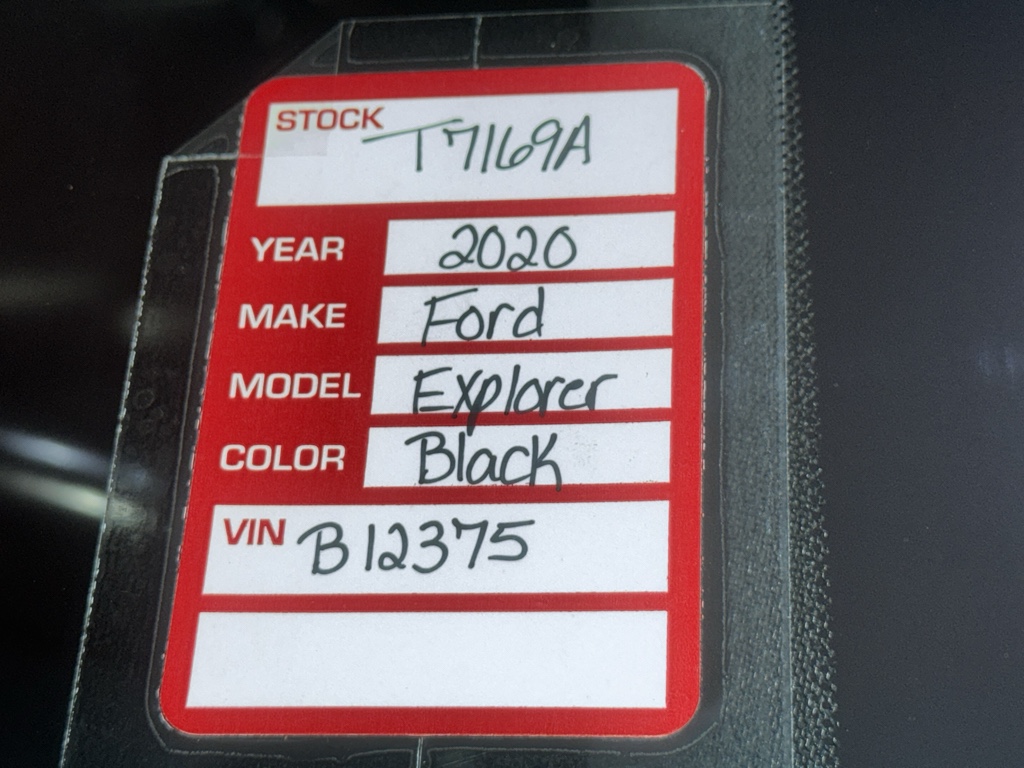 STOCK T7169A
YEAR 2020
MAKE Ford
MODEL Explorer
COLOR Black
VIN B12375